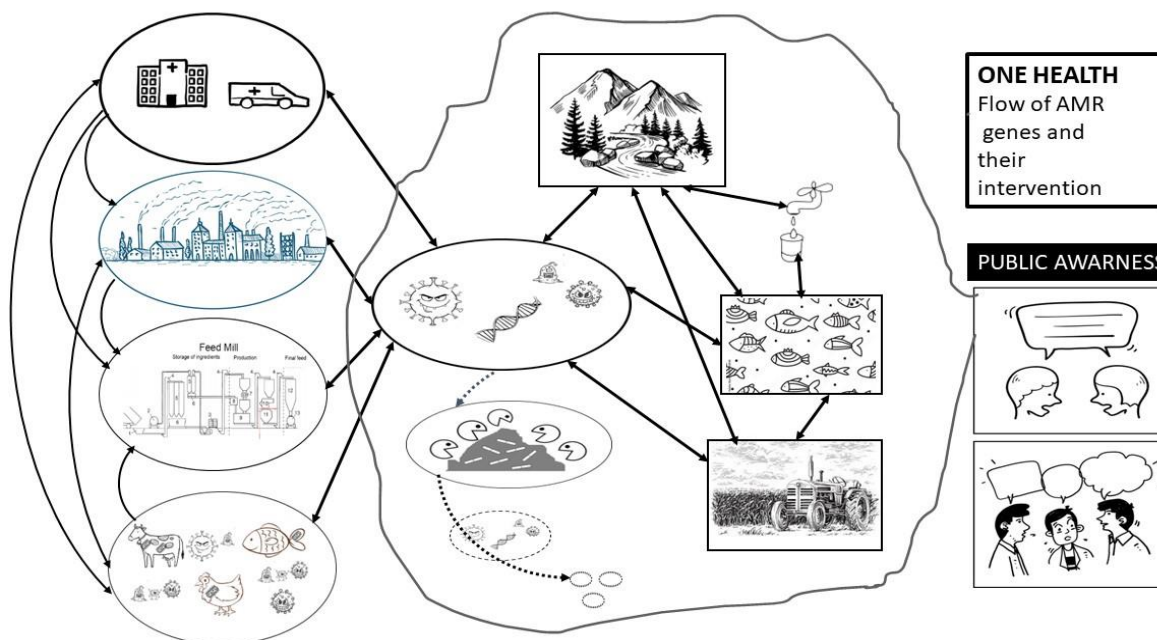 ONE HEALTH
Flow of AMR
genes and
their
intervention
PUBLIC AWARNESS
Feed Mill
Storage of ingredients Production Final feed